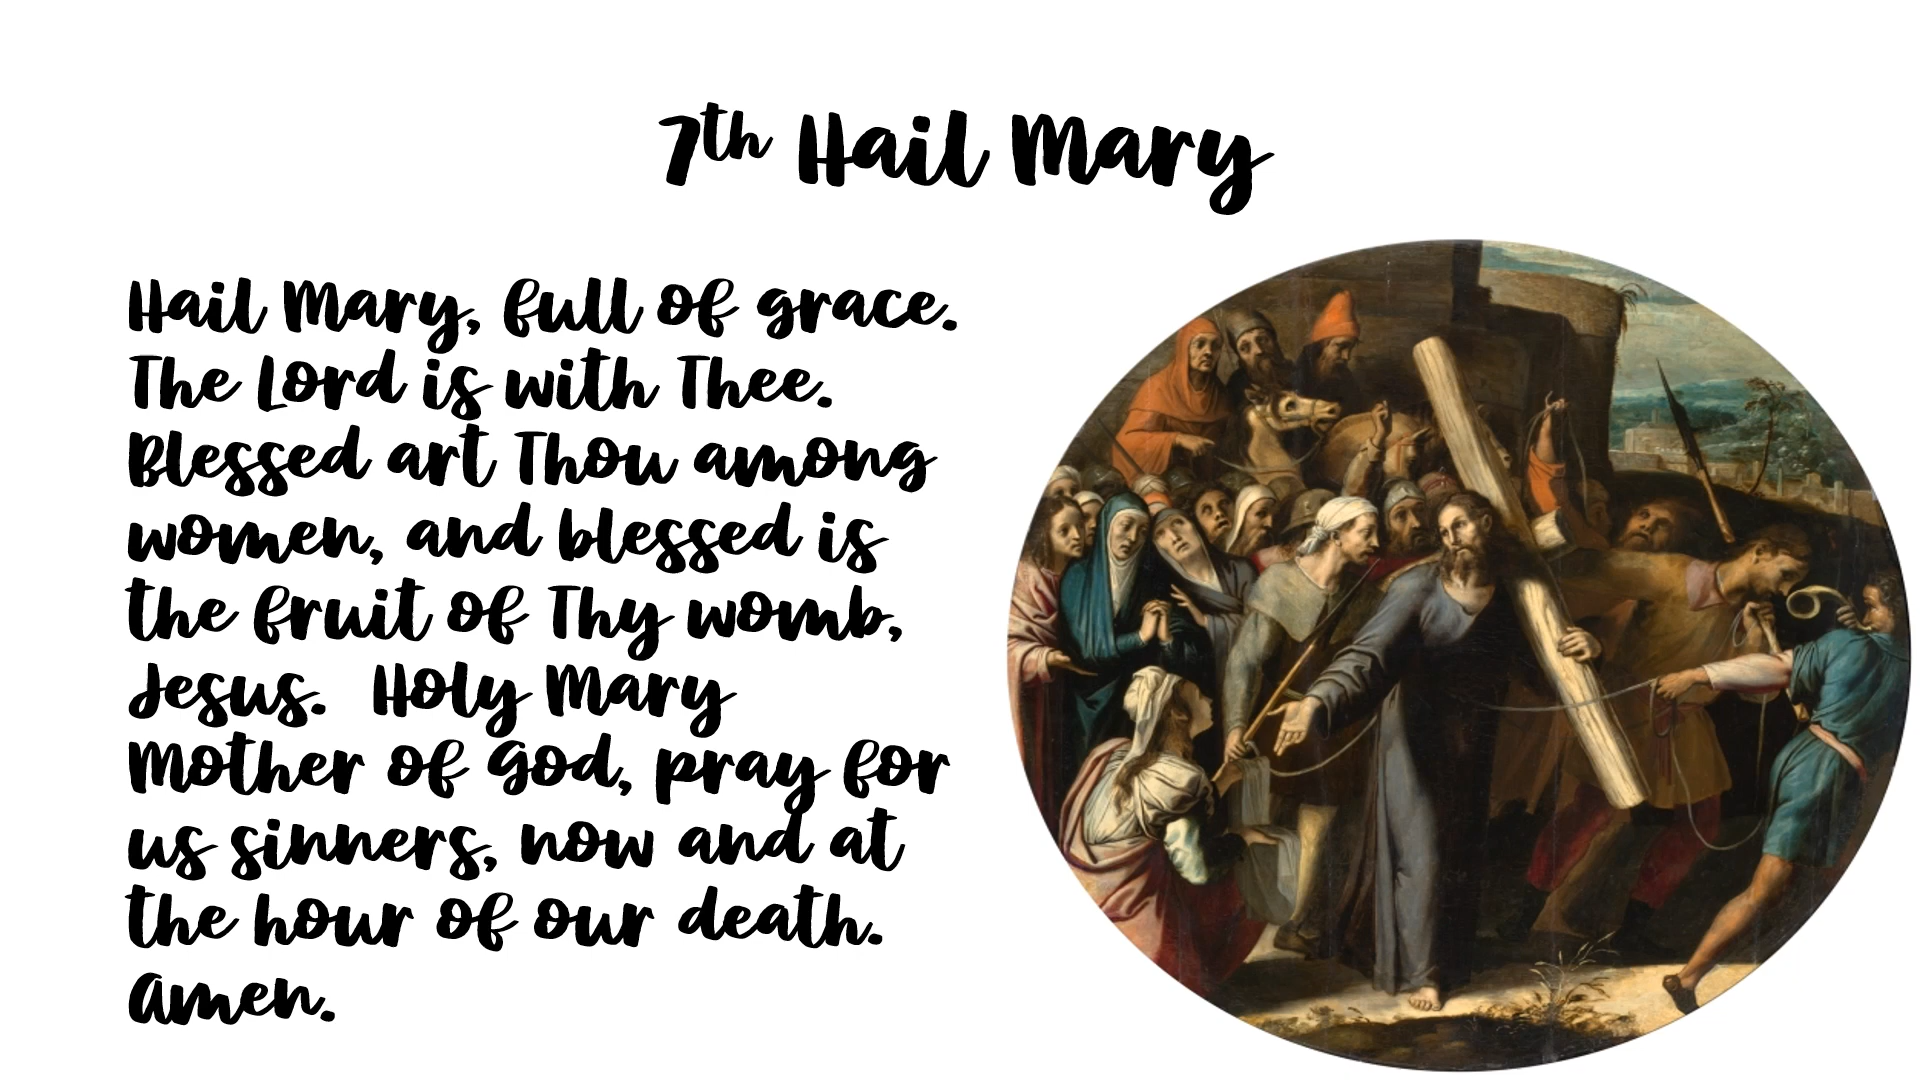 7th Hail Mary
Hail Mary, full of grace.
The Lord is with Thee.
Blessed art Thou among
women, and blessed is
the fruit of Thy womb,
Jesus.  Holy Mary
Mother of God, pray for
us sinners, now and at
the hour of our death.
Amen.